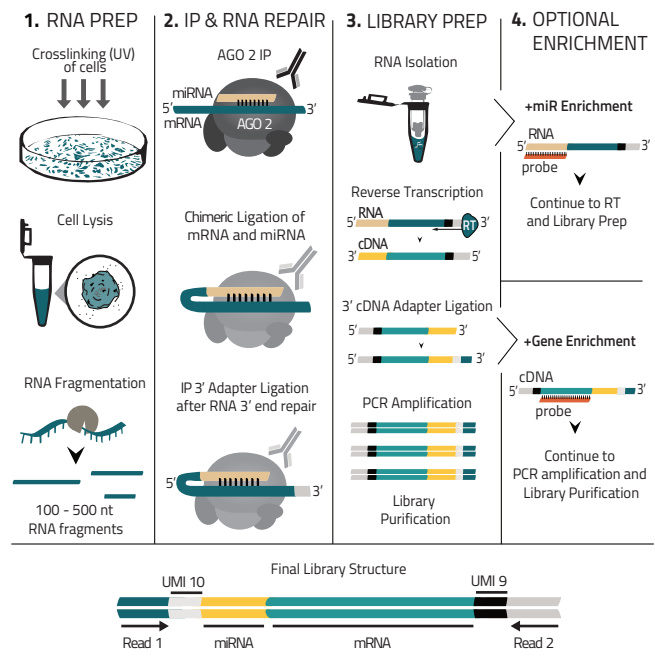 1. RNA PREP
Crosslinking (UV)
of cells
Cell Lysis
RNA Fragmentation
100 - 500 nt
RNA fragments
2. IP & RNA REPAIR
AGO 2 IP
miRNA
5′ 3′
mRNA AGO 2
Chimeric Ligation of
mRNA and miRNA
IP 3′ Adapter Ligation
after RNA 3′ end repair
5′
3′
3. LIBRARY PREP
RNA Isolation
Reverse Transcription
RNA
5′ RT 3′
cDNA
3′ 5′
3′ cDNA Adapter Ligation
5′ 3′
5′ 3′
PCR Amplification
Library
Purification
4. OPTIONAL
ENRICHMENT
+miR Enrichment
RNA
5′ 3′
probe
Continue to RT
and Library Prep
+Gene Enrichment
cDNA
5′ 3′
probe
Continue to
PCR amplification and
Library Purification
Final Library Structure
UMI 10 UMI 9
Read 1 miRNA mRNA Read 2